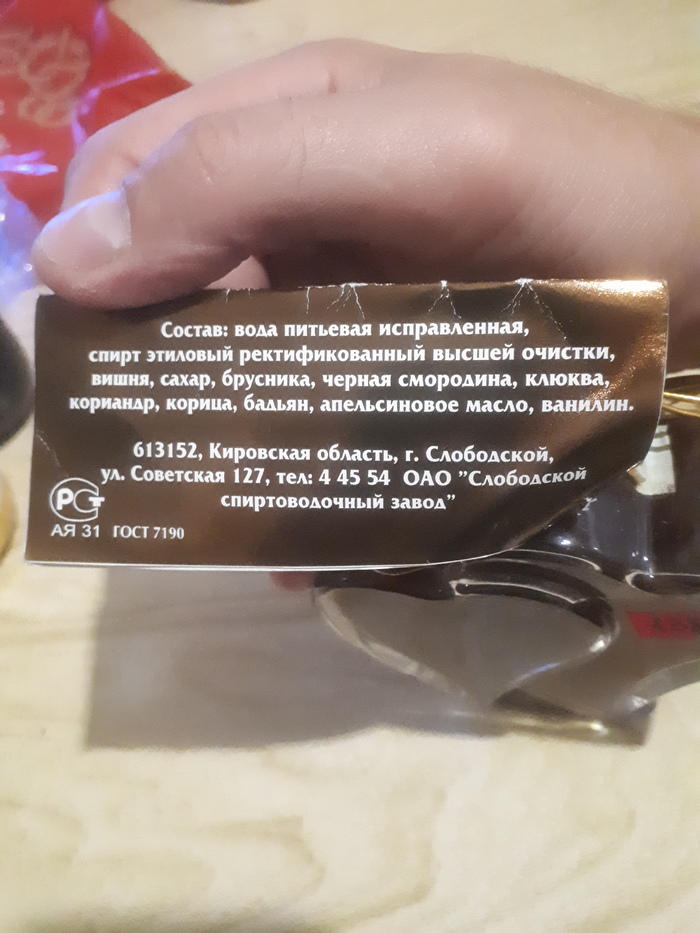 Состав: вода питьевая исправленная,
спирт этиловый ректификованный высшей очистки,
вишня, сахар, брусника, черная смородина, клюква,
кориандр, корица, бадьян, апельсиновое масло, ванилин.
613152, Кировская область, г. Слободской,
ул. Советская 127, тел: 4 45 54 ОАО "Слободской
спиртоводочный завод"
РСТ
АЯ 31 ГОСТ 7190